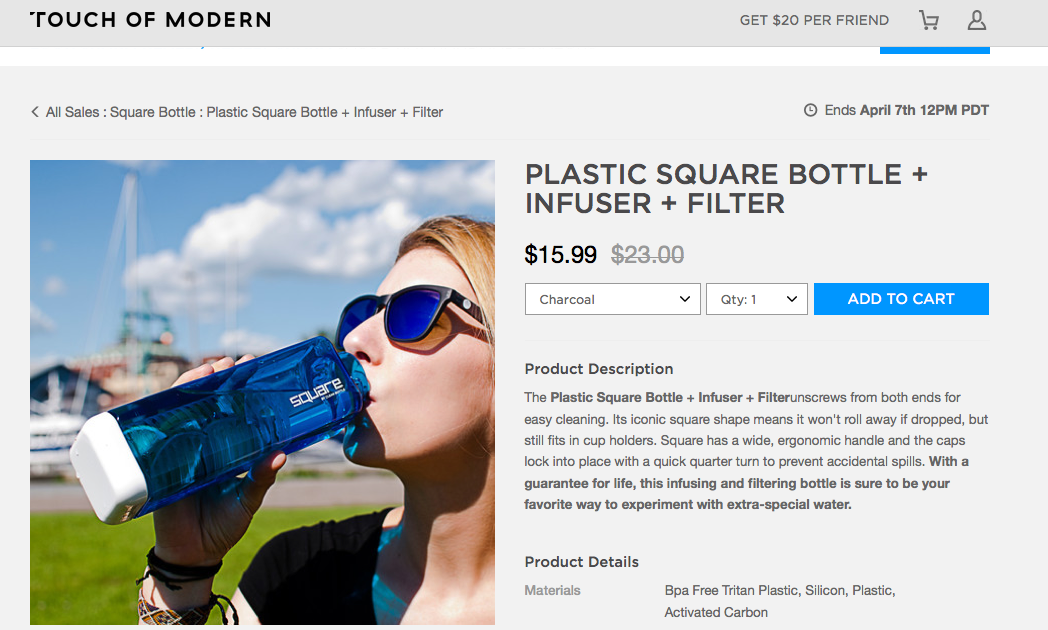 TOUCH OF MODERN
GET $20 PER FRIEND
All Sales : Square Bottle : Plastic Square Bottle + Infuser + Filter
Ends April 7th 12PM PDT
square
PLASTIC SQUARE BOTTLE +
INFUSER + FILTER
$15.99 $23.00
Charcoal
Qty: 1
ADD TO CART
Product Description
The Plastic Square Bottle + Infuser + Filterunscrews from both ends for
easy cleaning. Its iconic square shape means it won't roll away if dropped, but
still fits in cup holders. Square has a wide, ergonomic handle and the caps
lock into place with a quick quarter turn to prevent accidental spills. With a
guarantee for life, this infusing and filtering bottle is sure to be your
favorite way to experiment with extra-special water.
Product Details
Materials
Bpa Free Tritan Plastic, Silicon, Plastic,
Activated Carbon